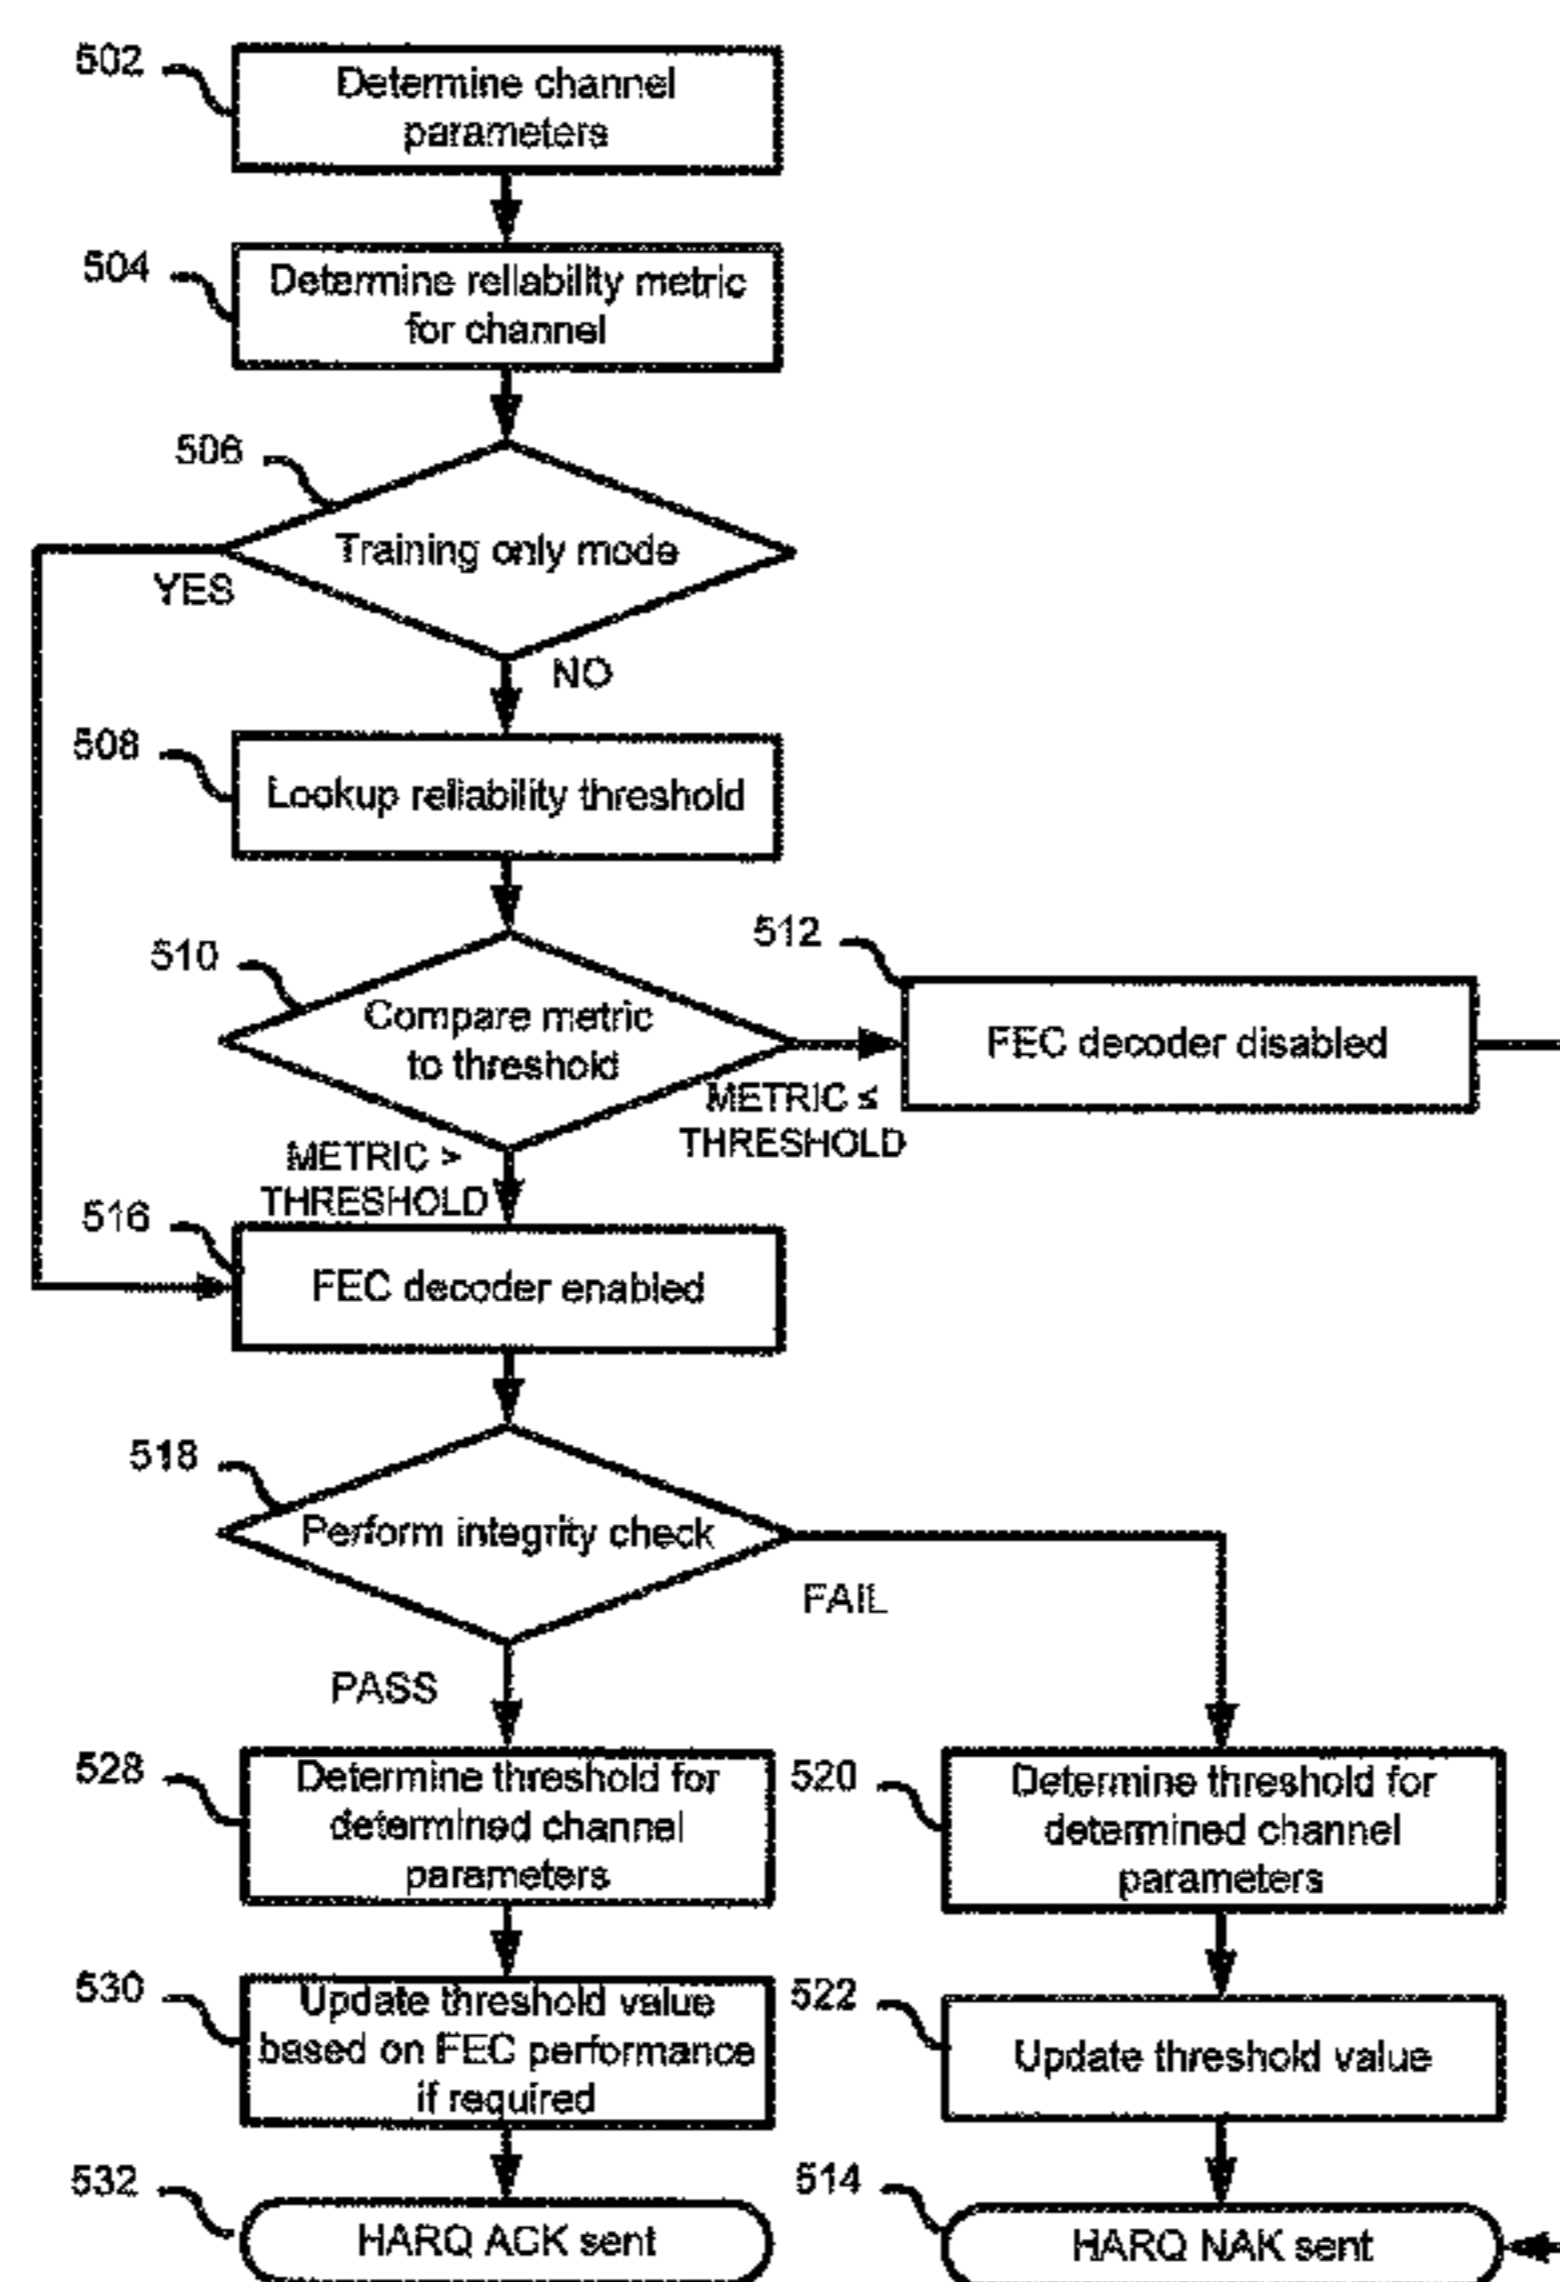 502
Determine channel
parameters
504
Determine reliability metric
for channel
506
Training only mode
YES
NO
508
Lookup reliability threshold
510
Compare metric
to threshold
512
FEC decoder disabled
METRIC ≤
THRESHOLD
METRIC >
THRESHOLD
516
FEC decoder enabled
518
Perform integrity check
FAIL
PASS
528
Determine threshold for
determined channel
parameters
520
Determine threshold for
determined channel
parameters
530
Update threshold value
based on FEC performance
if required
522
Update threshold value
532
HARQ ACK sent
514
HARQ NAK sent